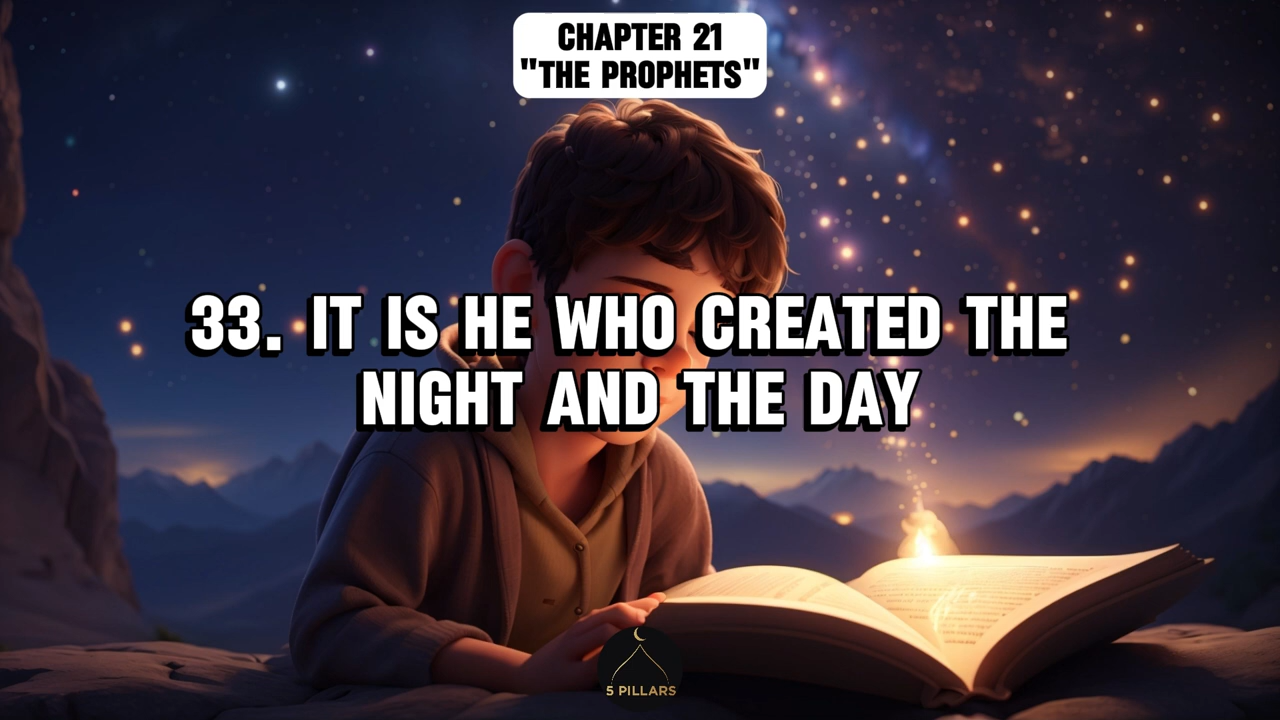 CHAPTER 21
"THE PROPHETS"
33. IT IS HE WHO CREATED THE
NIGHT AND THE DAY
5 PILLARS